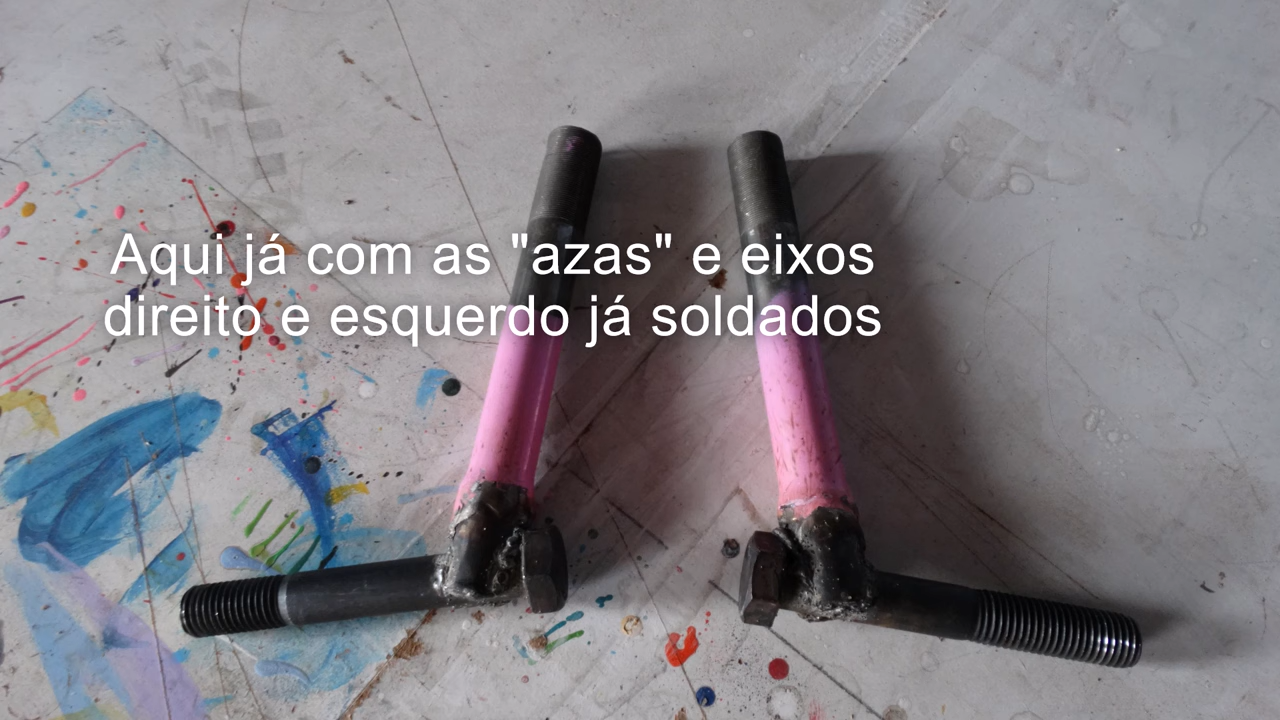 Aqui já com as "azas" e eixos
direito e esquerdo já soldados